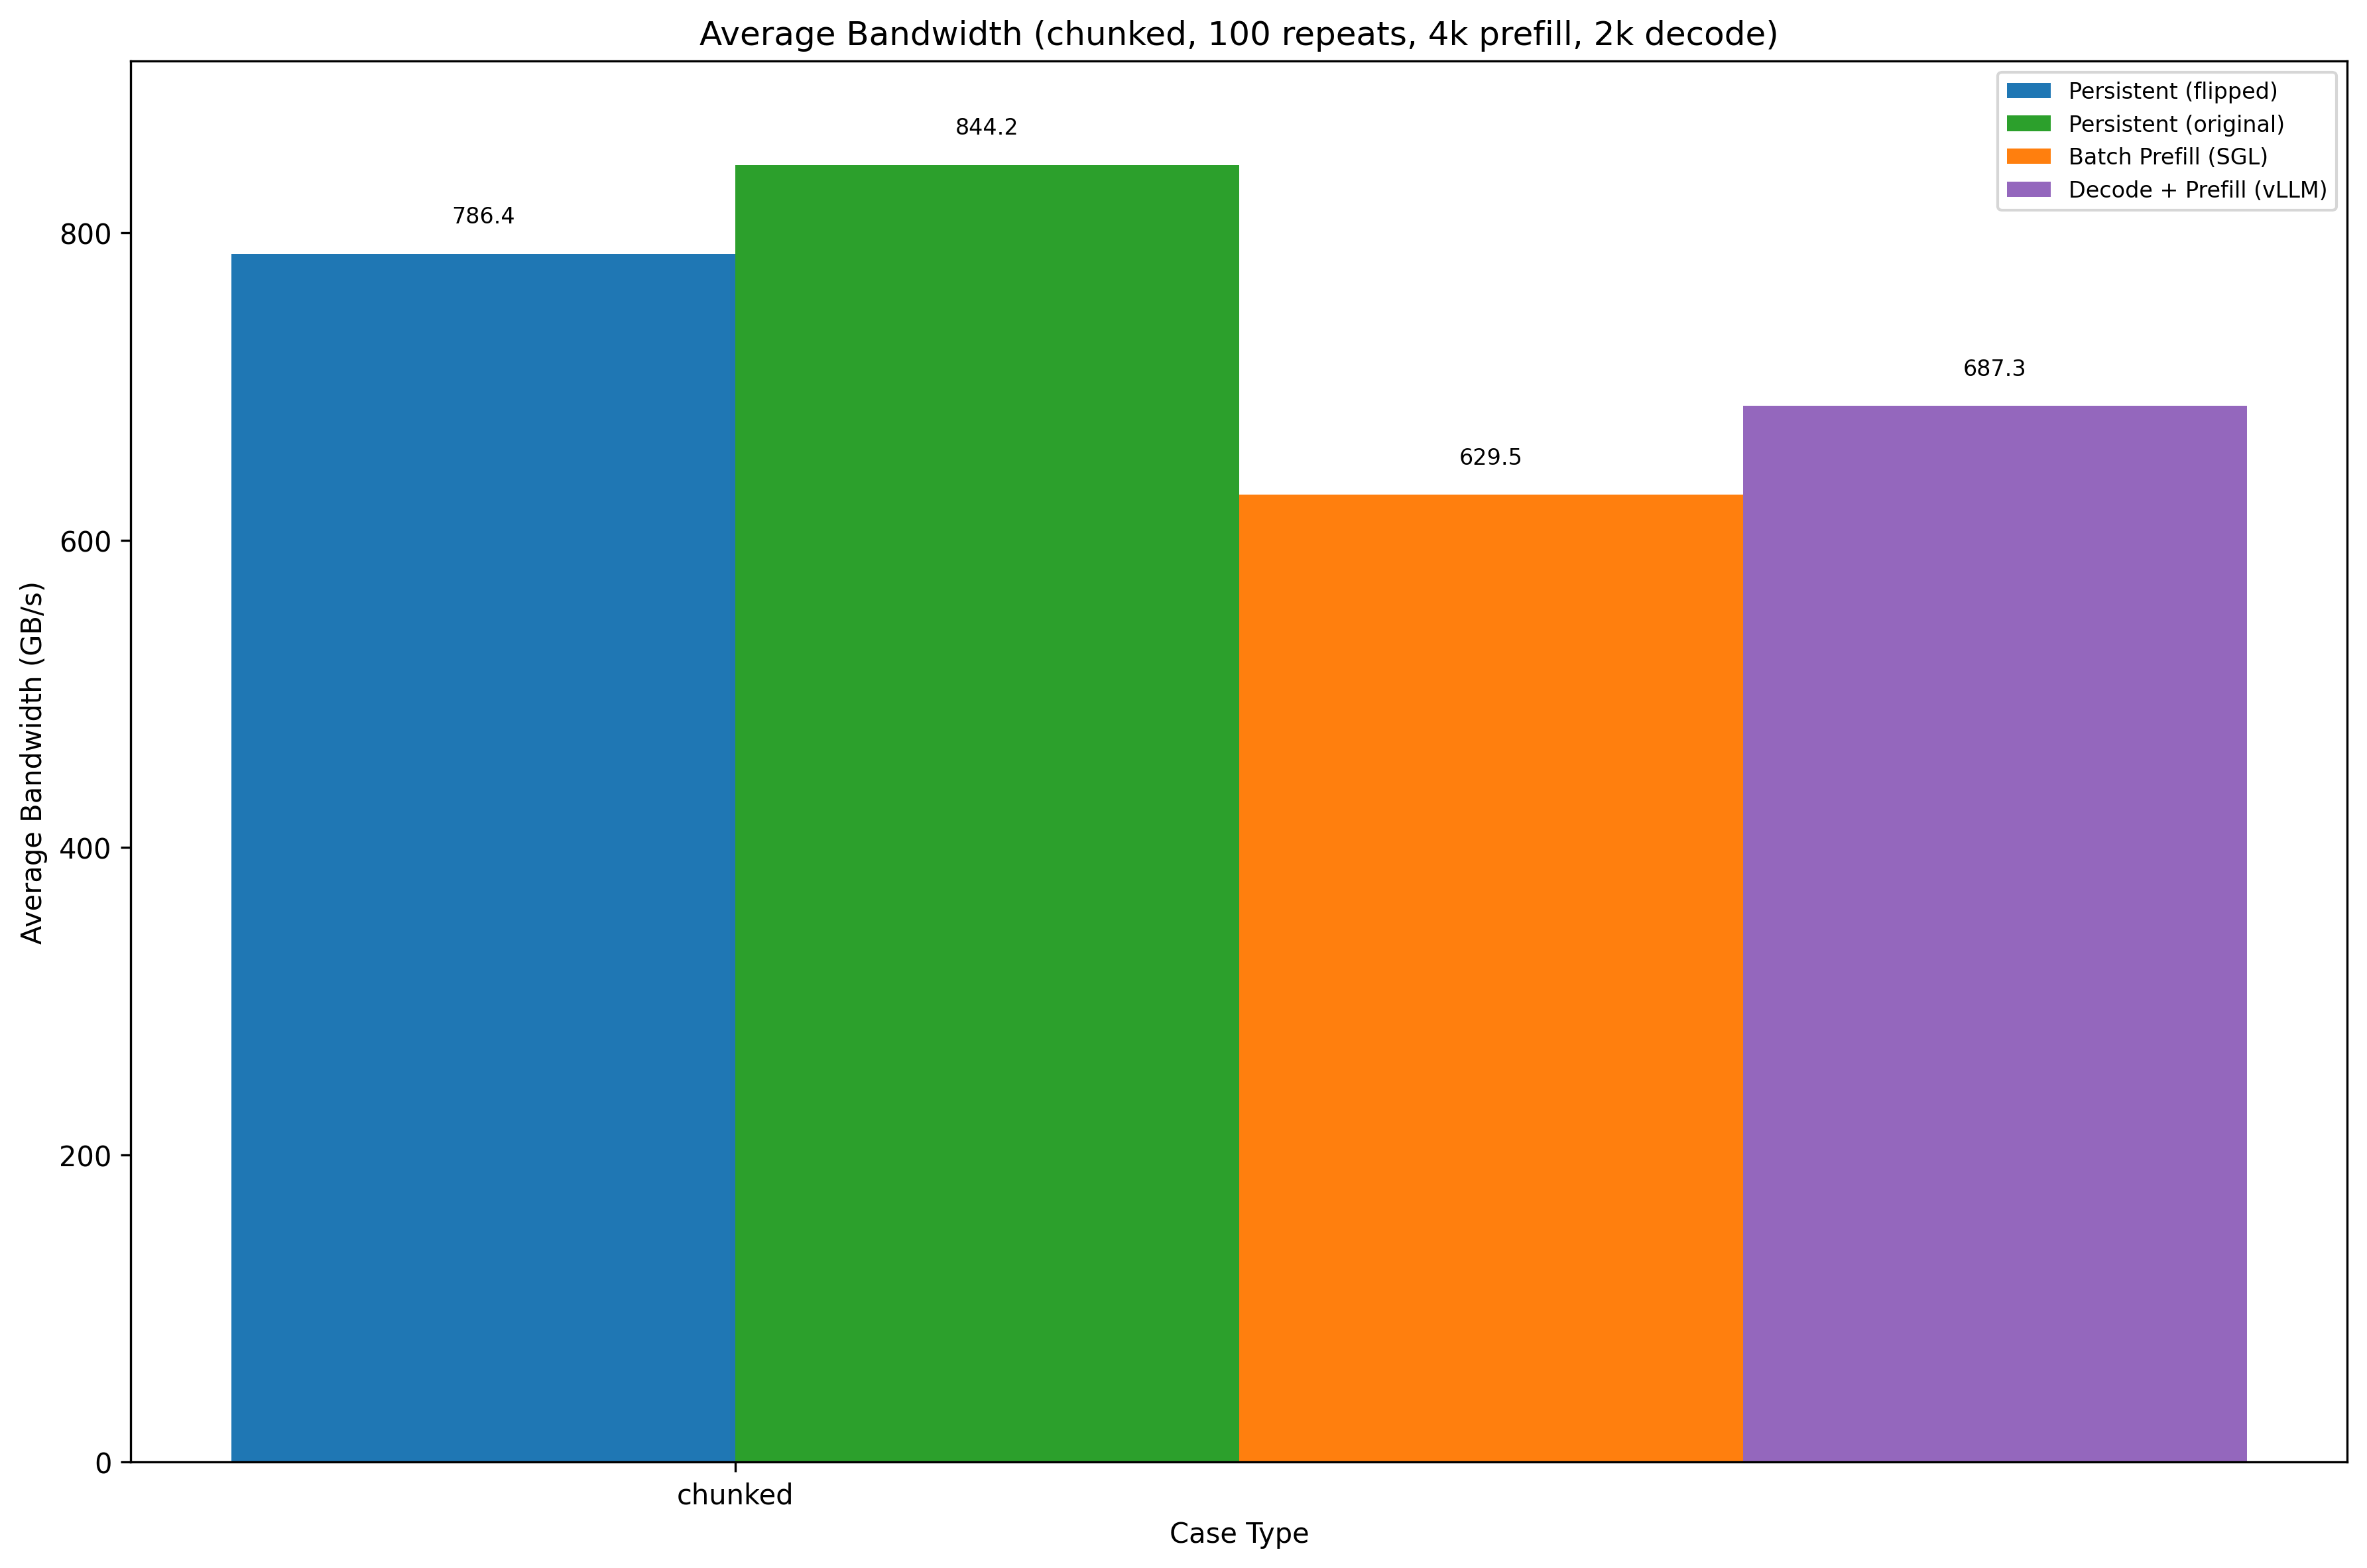 Average Bandwidth (chunked, 100 repeats, 4k prefill, 2k decode)
Persistent (flipped)
Persistent (original)
Batch Prefill (SGL)
Decode + Prefill (vLLM)
786.4
844.2
629.5
687.3
Average Bandwidth (GB/s)
800
600
400
200
0
chunked
Case Type